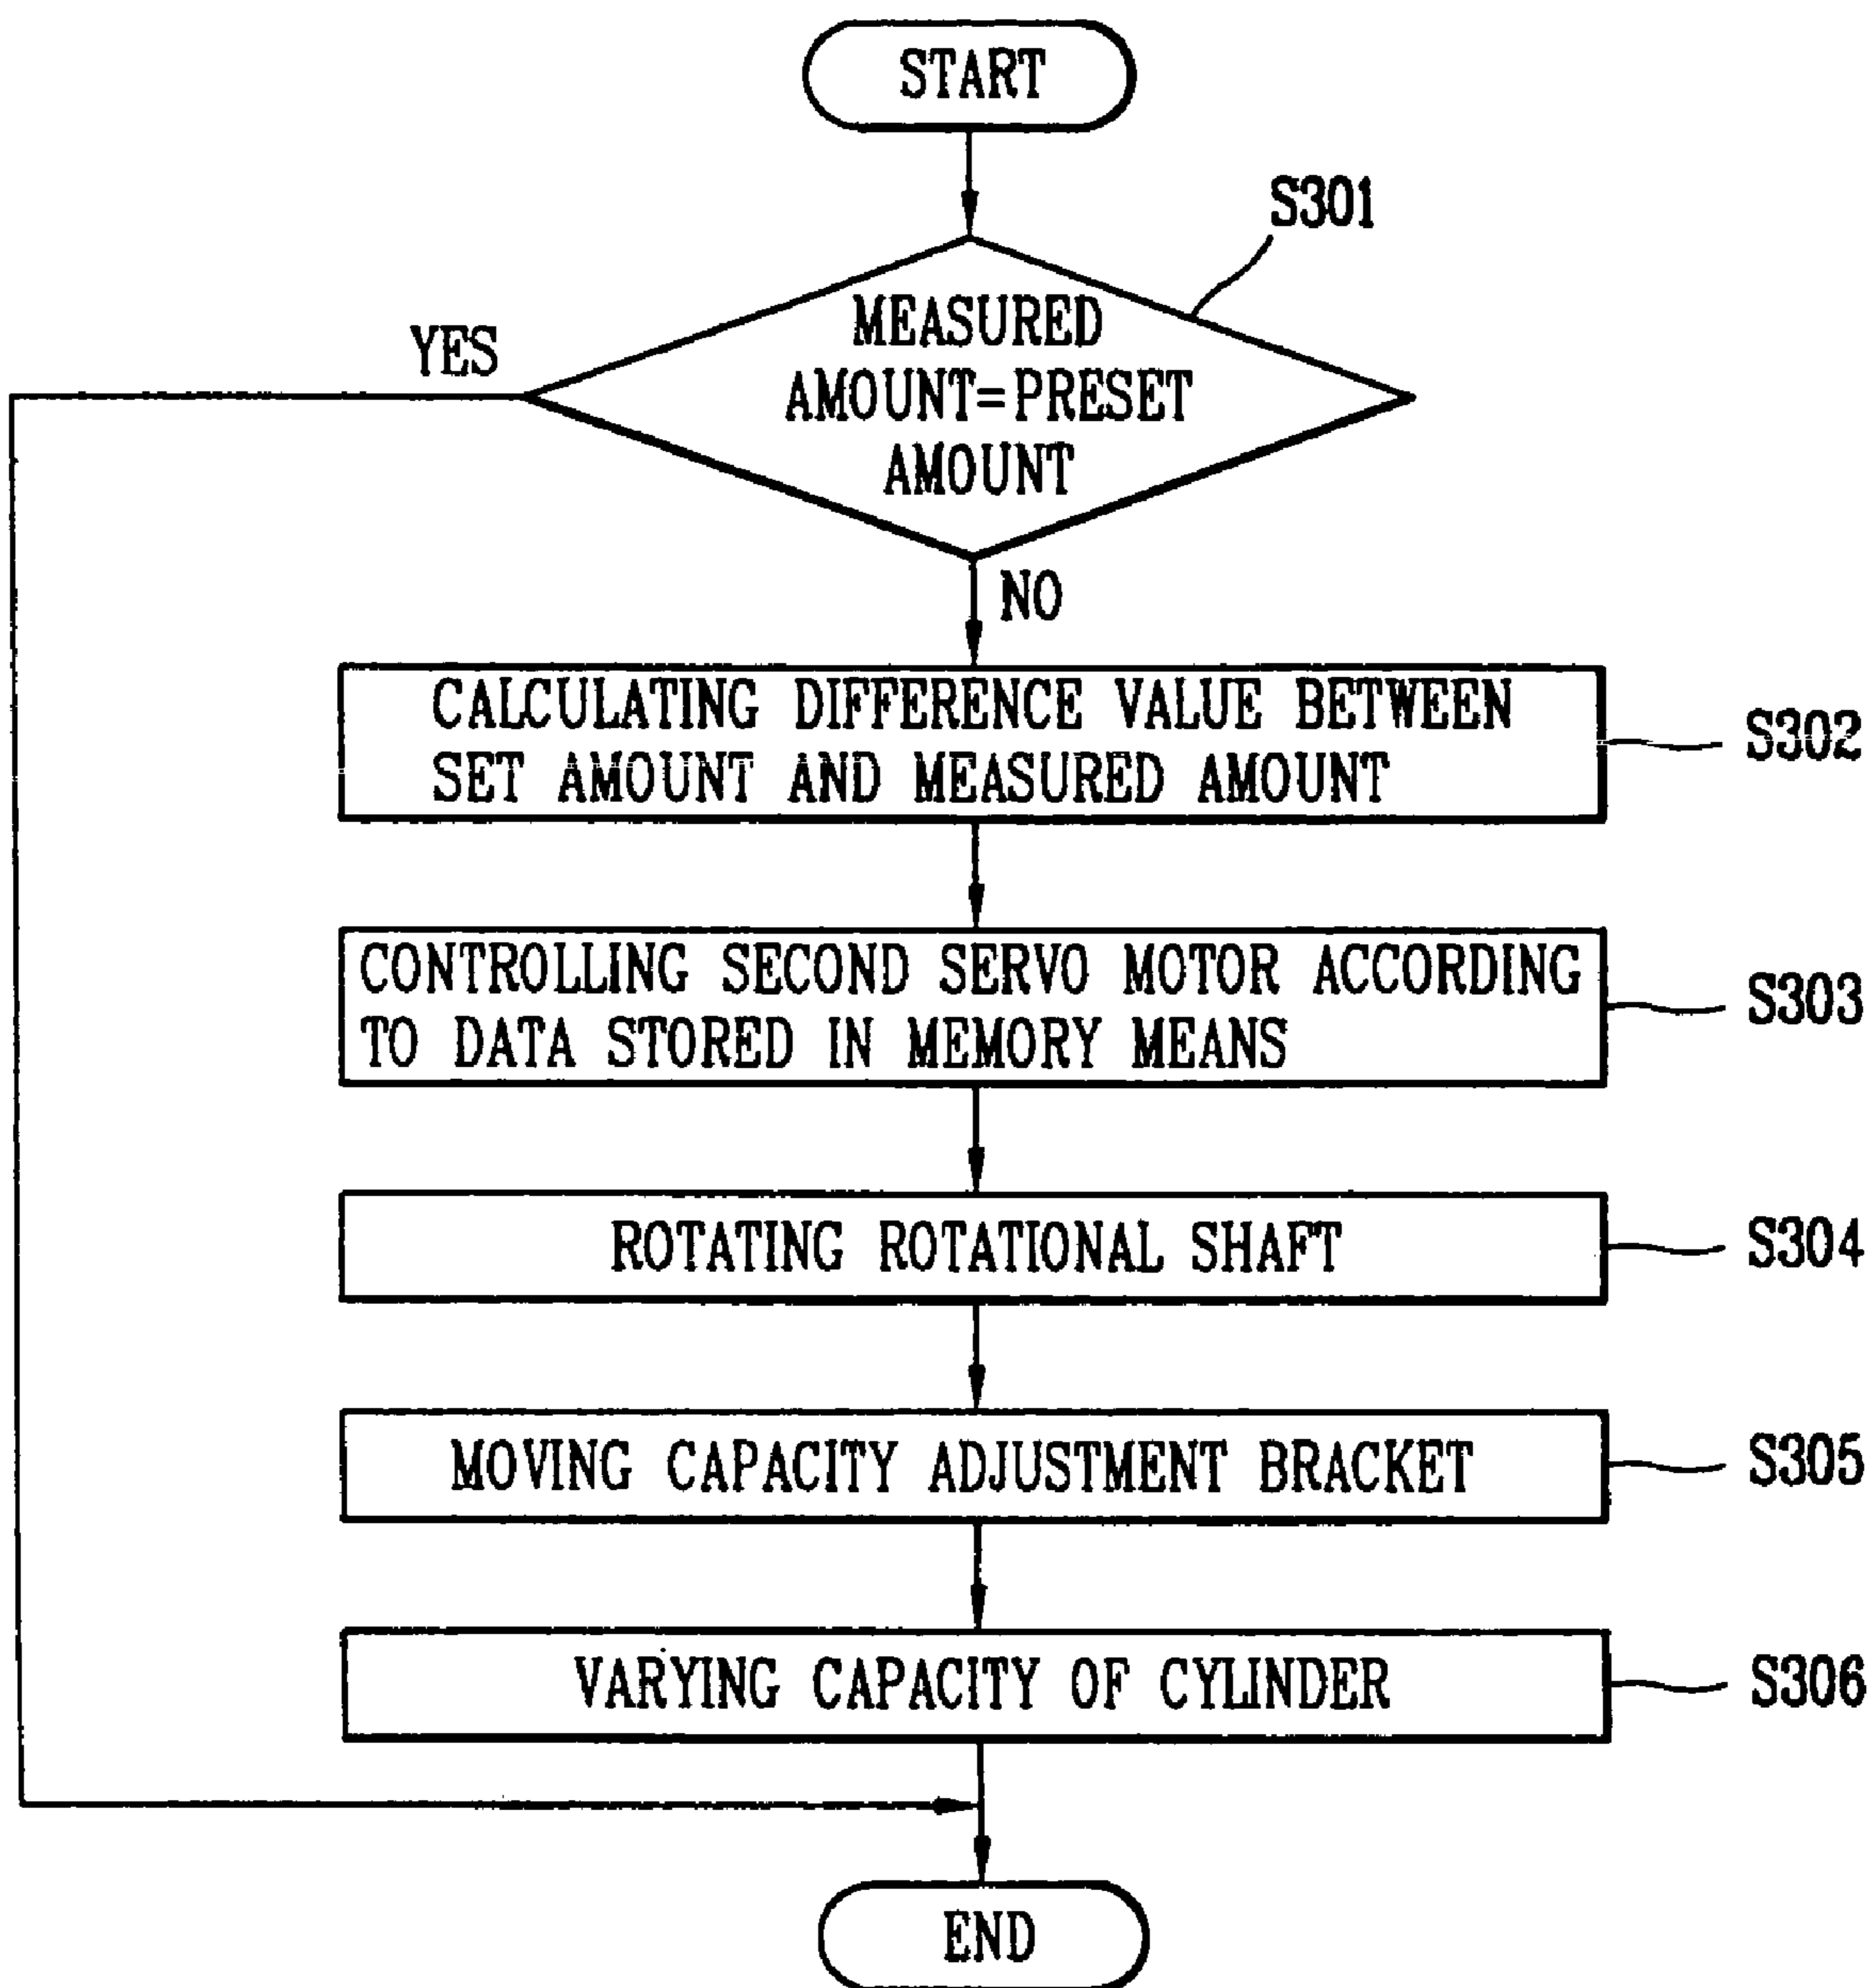 START
S301
YES
MEASURED
AMOUNT=PRESET
AMOUNT
NO
CALCULATING DIFFERENCE VALUE BETWEEN
SET AMOUNT AND MEASURED AMOUNT
S302
CONTROLLING SECOND SERVO MOTOR ACCORDING
TO DATA STORED IN MEMORY MEANS
S303
ROTATING ROTATIONAL SHAFT
S304
MOVING CAPACITY ADJUSTMENT BRACKET
S305
VARYING CAPACITY OF CYLINDER
S306
END